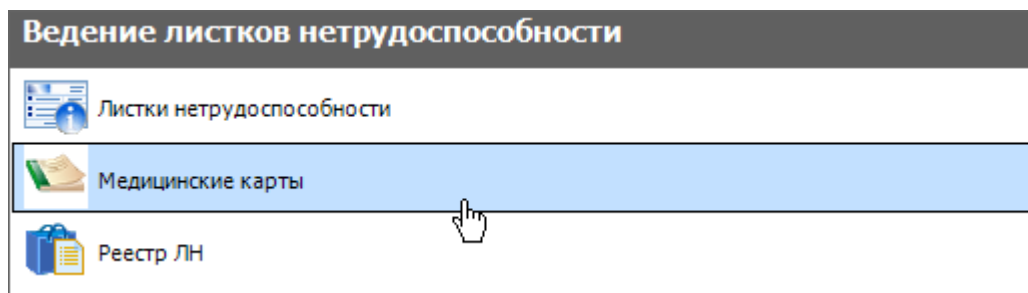 Ведение листков нетрудоспособности
Листки нетрудоспособности
Медицинские карты
Реестр ЛН